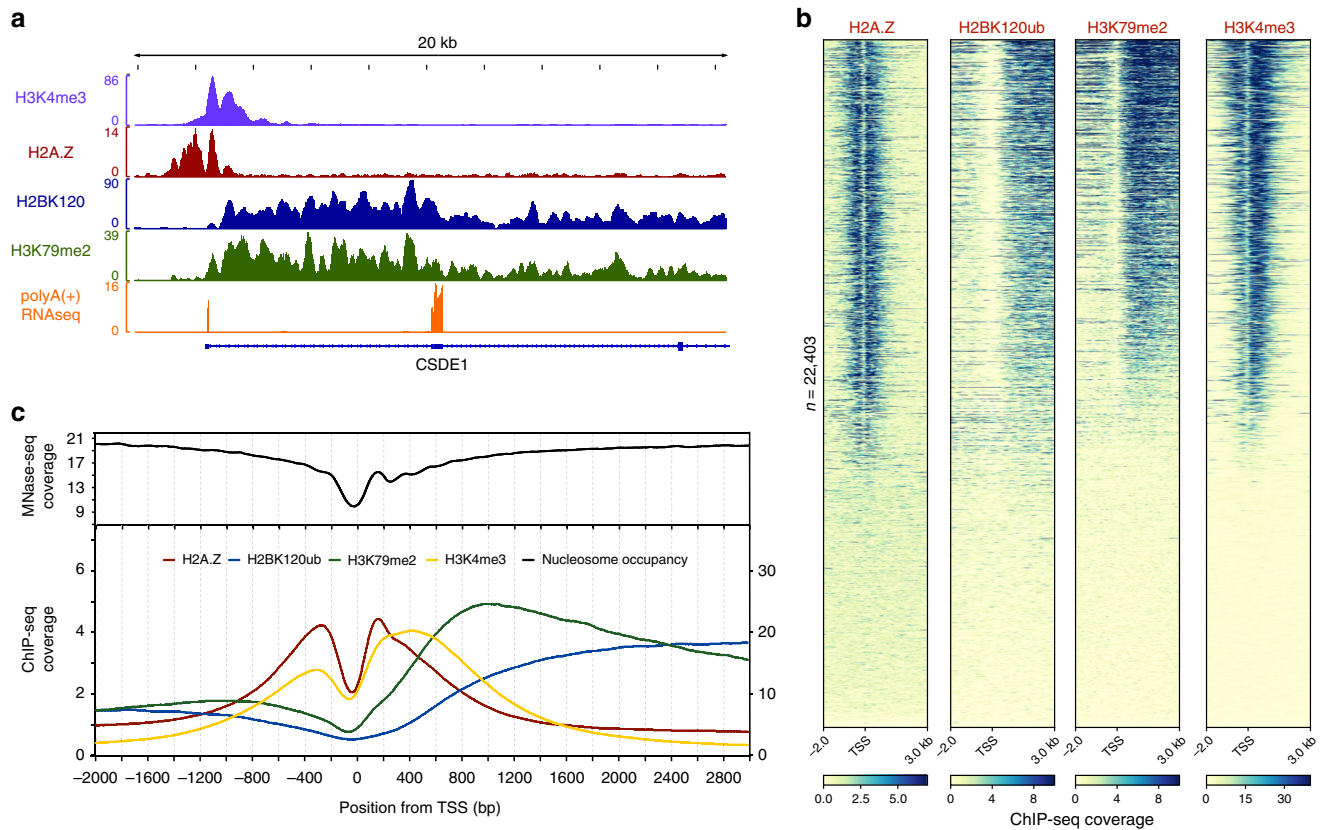 a
20 kb
H3K4me3
86
0
H2A.Z
14
0
H2BK120
90
0
H3K79me2
39
0
polyA(+)
RNAseq
16
0
CSDE1
b
H2A.Z
H2BK120ub
H3K79me2
H3K4me3
n = 22,403
–2.0
TSS
3.0 kb
–2.0
TSS
3.0 kb
–2.0
TSS
3.0 kb
–2.0
TSS
3.0 kb
0.0 2.5 5.0
0 4 8
0 4 8
0 15 30
ChIP-seq coverage
c
MNase-seq
coverage
21
17
13
9
H2A.Z H2BK120ub H3K79me2 H3K4me3 Nucleosome occupancy
ChIP-seq
coverage
6
4
2
0
30
20
10
0
–2000 –1600 –1200 –800 –400 0 400 800 1200 1600 2000 2400 2800
Position from TSS (bp)